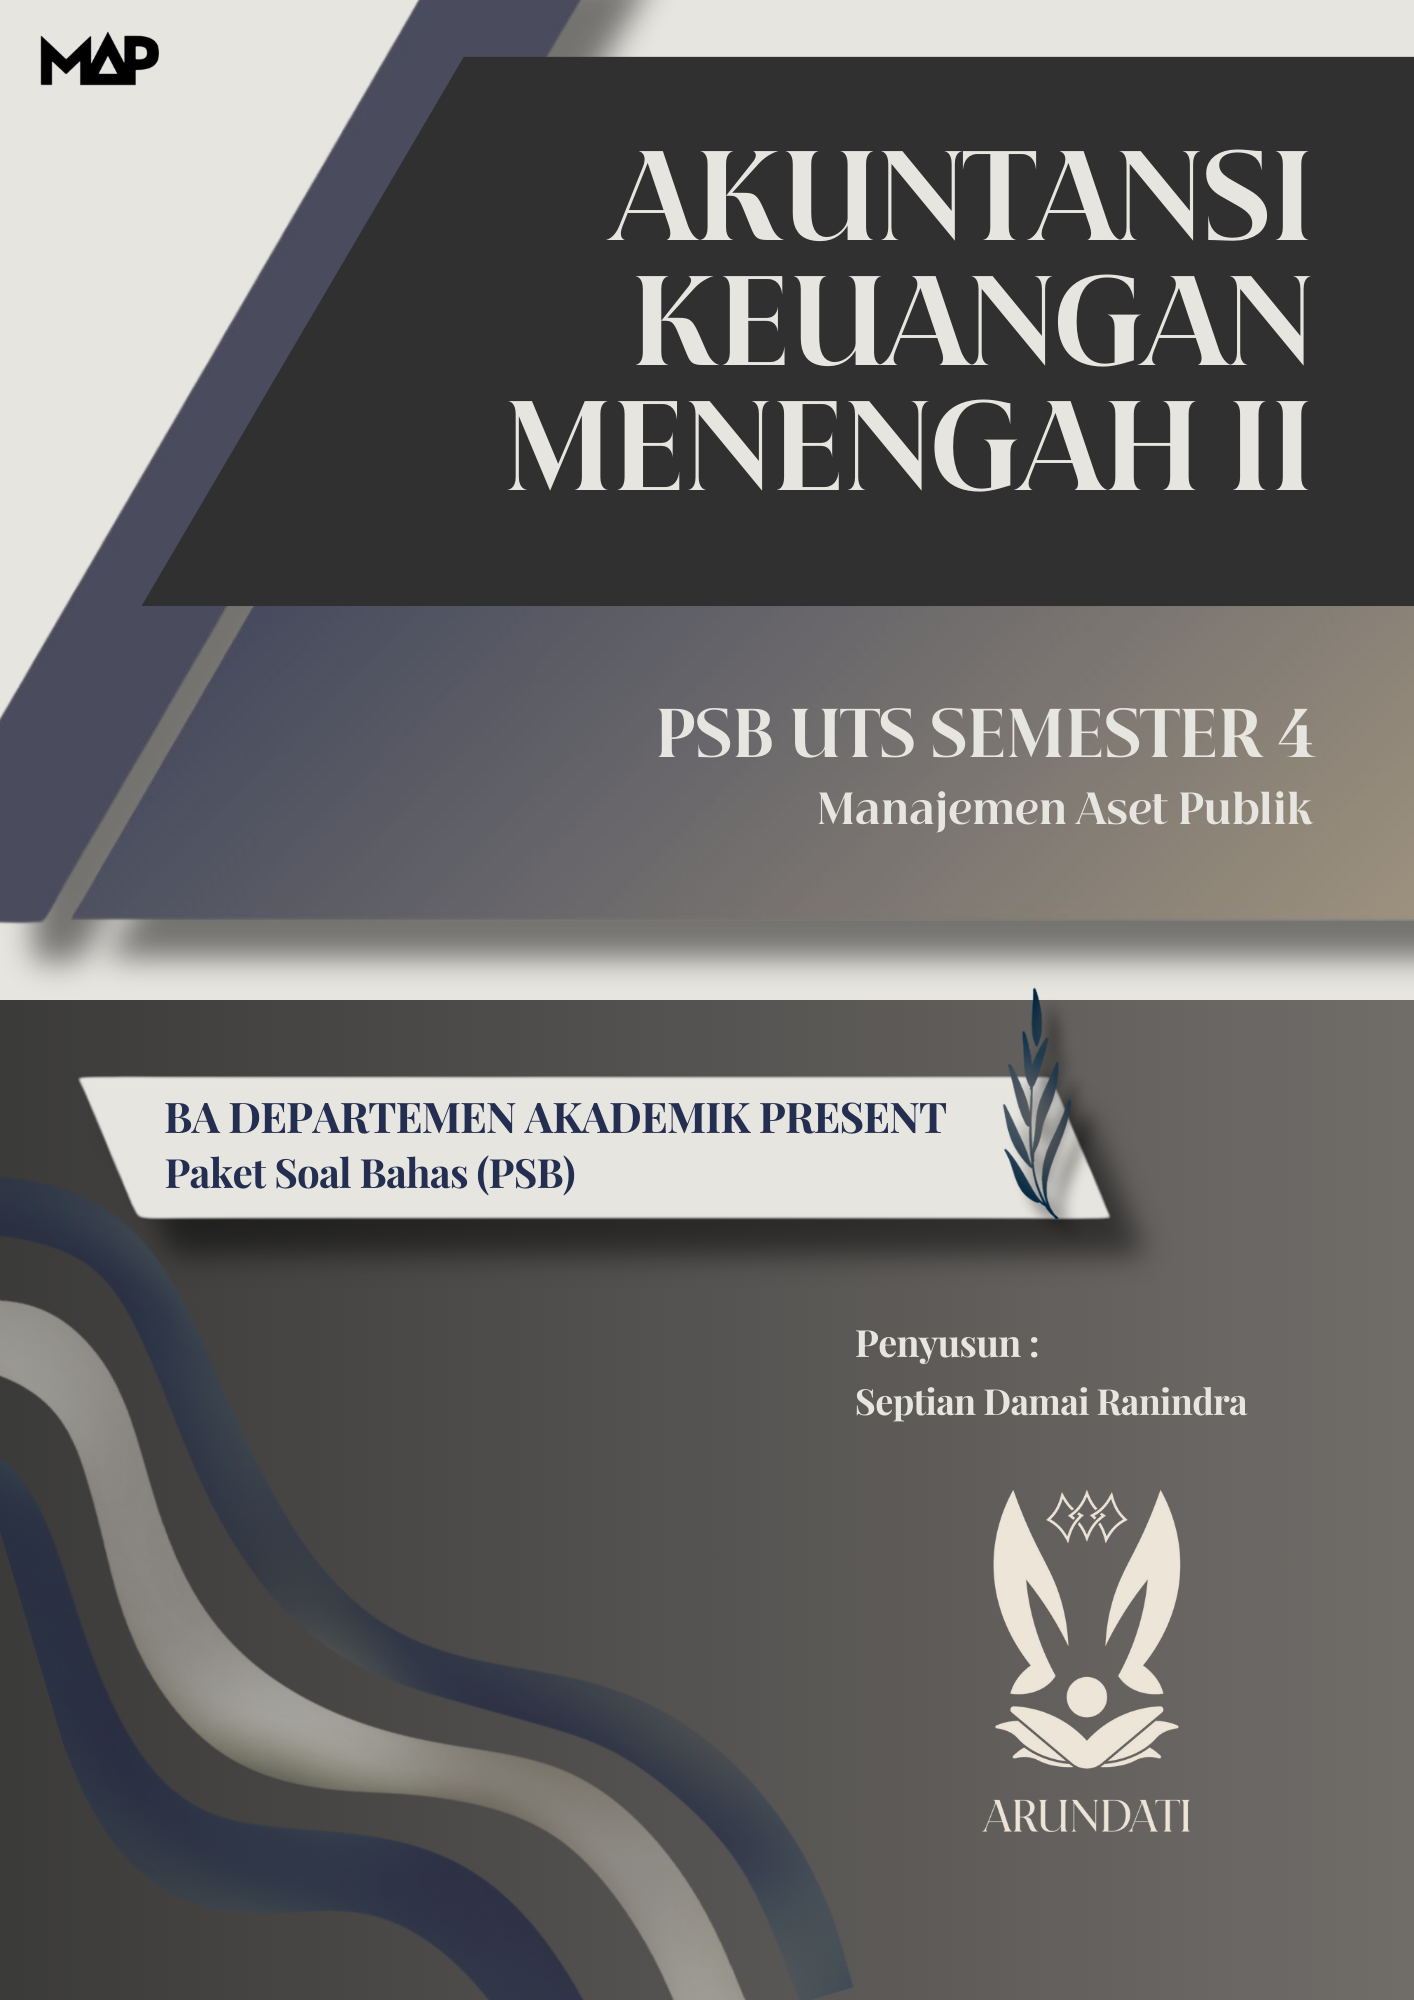 MAP
AKUNTANSI
KEUANGAN
MENENGAH II
PSB UTS SEMESTER 4
Manajemen Aset Publik
BA DEPARTEMEN AKADEMIK PRESENT
Paket Soal Bahas (PSB)
Penyusun :
Septian Damai Ranindra
ARUNDATI